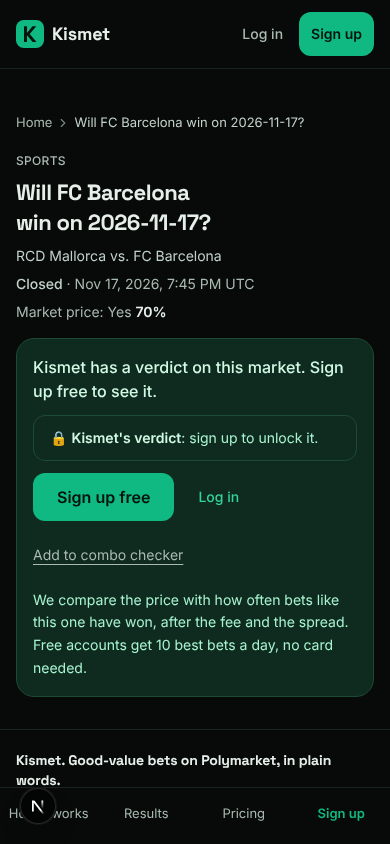 K Kismet Log in Sign up
Home > Will FC Barcelona win on 2026-11-17?
SPORTS
Will FC Barcelona
win on 2026-11-17?
RCD Mallorca vs. FC Barcelona
Closed · Nov 17, 2026, 7:45 PM UTC
Market price: Yes 70%
Kismet has a verdict on this market. Sign
up free to see it.
🔒 Kismet's verdict: sign up to unlock it.
Sign up free Log in
Add to combo checker
We compare the price with how often bets like
this one have won, after the fee and the spread.
Free accounts get 10 best bets a day, no card
needed.
Kismet. Good-value bets on Polymarket, in plain
words.
N works Results Pricing Sign up